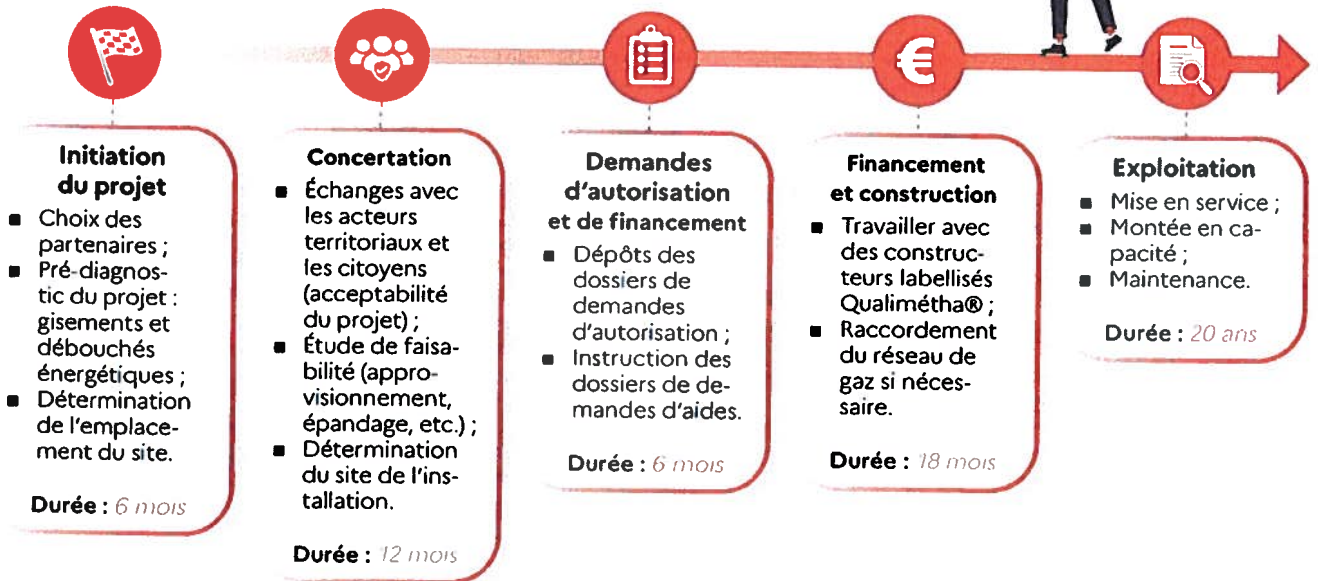 Initiation
du projet
■ Choix des
partenaires ;
■ Pré-diagnos-
tic du projet :
gisements et
débouchés
énergétiques ;
■ Détermination
de l'emplace-
ment du site.
Durée : 6 mois
Concertation
■ Échanges avec
les acteurs
territoriaux et
les citoyens
(acceptabilité
du projet) ;
■ Étude de faisa-
bilité (appro-
visionnement,
épandage, etc.) ;
■ Détermination
du site de l'ins-
tallation.
Durée : 12 mois
Demandes
d'autorisation
et de financement
■ Dépôts des
dossiers de
demandes
d'autorisation ;
■ Instruction des
dossiers de de-
mandes d'aides.
Durée : 6 mois
€
Financement
et construction
■ Travailler avec
des construc-
teurs labellisés
Qualimétha® ;
■ Raccordement
du réseau de
gaz si néces-
saire.
Durée : 18 mois
Exploitation
■ Mise en service ;
■ Montée en ca-
pacité ;
■ Maintenance.
Durée : 20 ans